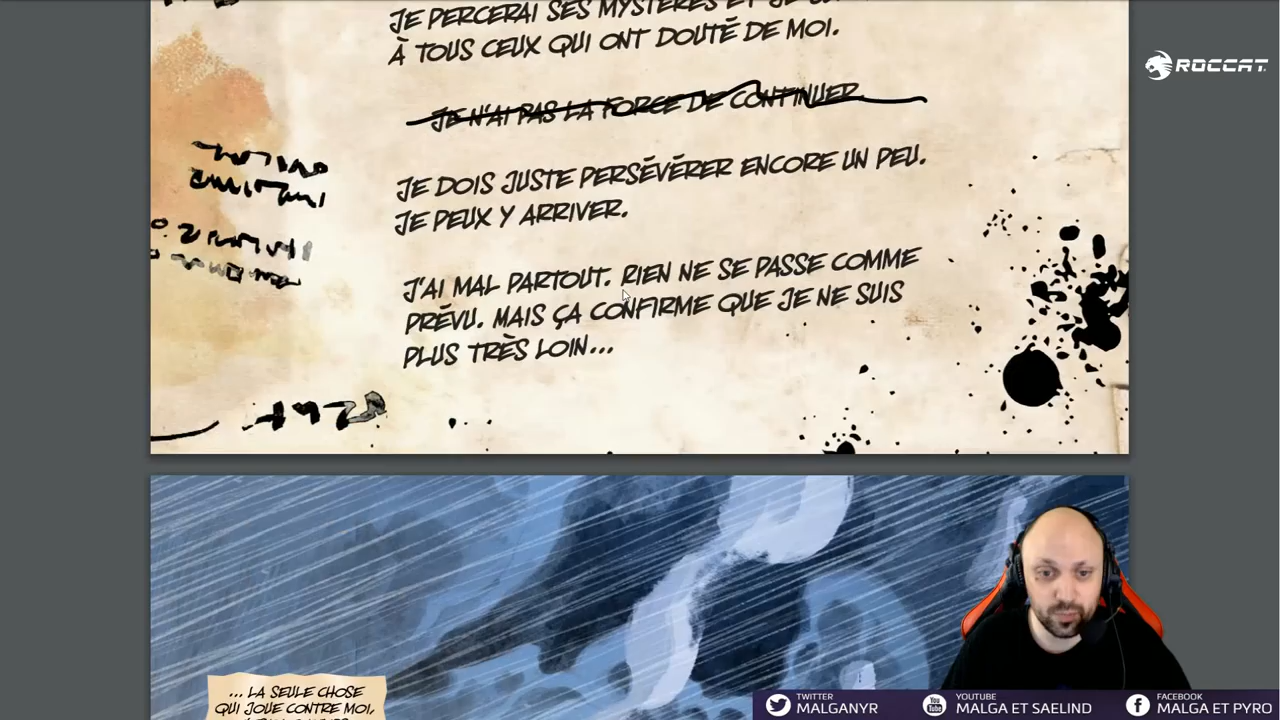 JE PERCERAI SES MYSTÈRES ET JE
À TOUS CEUX QUI ONT DOUTÉ DE MOI.
JE N'AI PAS LA FORCE DE CONTINUER
JE DOIS JUSTE PERSÉVÉRER ENCORE UN PEU.
JE PEUX Y ARRIVER.
J'AI MAL PARTOUT. RIEN NE SE PASSE COMME
PRÉVU. MAIS ÇA CONFIRME QUE JE NE SUIS
PLUS TRÈS LOIN...
... LA SEULE CHOSE
QUI JOUE CONTRE MOI,
ROCCAT
TWITTER
MALGANYR
YOUTUBE
MALGA ET SAELIND
FACEBOOK
MALGA ET PYRO